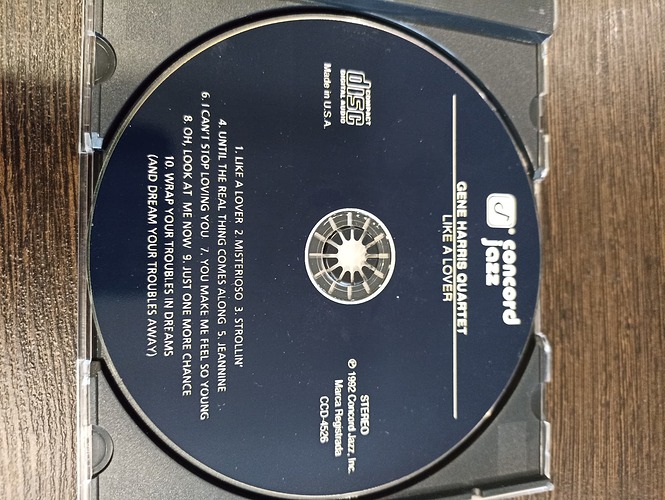 concord
jazz
GENE HARRIS QUARTET
LIKE A LOVER
COMPACT
disc
DIGITAL AUDIO
Made in U.S.A.
STEREO
℗ 1992 Concord Jazz, Inc.
Marca Registrada
CCD-4526
1. LIKE A LOVER 2. MISTERIOSO 3. STROLLIN'
4. UNTIL THE REAL THING COMES ALONG 5. JEANNINE
6. I CAN'T STOP LOVING YOU 7. YOU MAKE ME FEEL SO YOUNG
8. OH, LOOK AT ME NOW 9. JUST ONE MORE CHANCE
10. WRAP YOUR TROUBLES IN DREAMS
(AND DREAM YOUR TROUBLES AWAY)